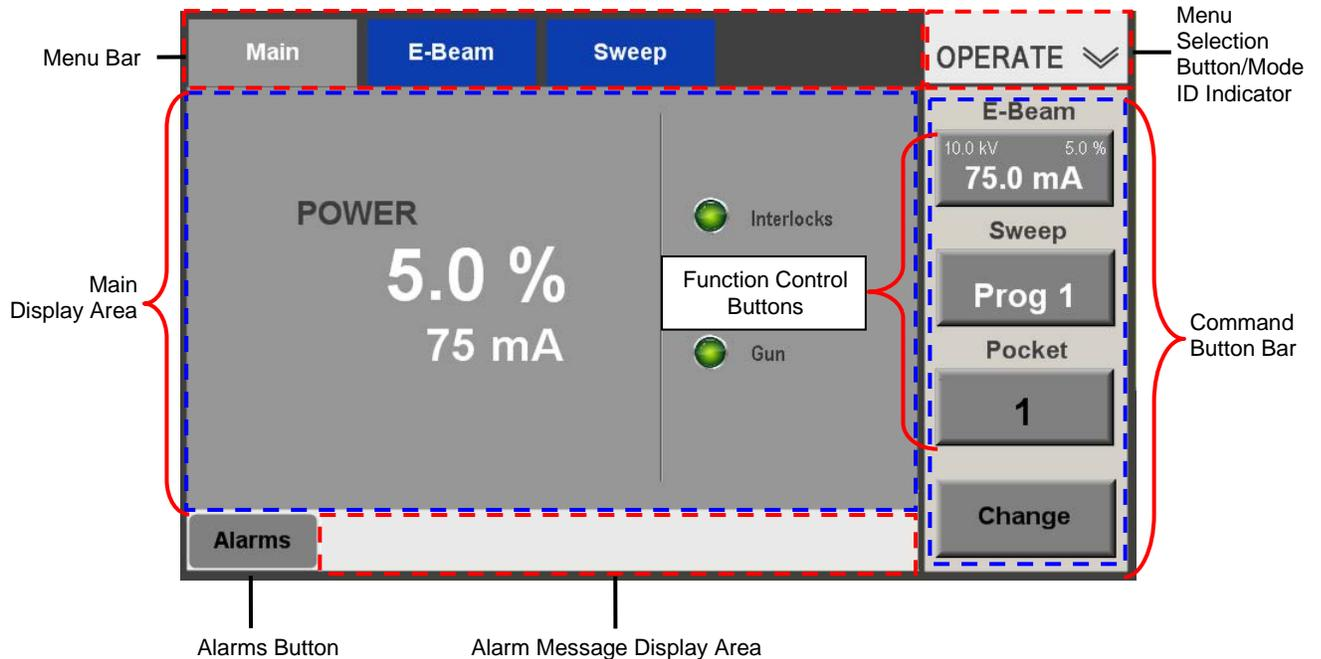 Menu
Selection
Button/Mode
ID Indicator
Menu Bar
Main
E-Beam
Sweep
OPERATE
E-Beam
10.0 kV 5.0 %
75.0 mA
POWER
5.0 %
75 mA
Interlocks
Function Control
Buttons
Gun
Sweep
Prog 1
Pocket
1
Change
Main
Display Area
Command
Button Bar
Alarms
Alarms Button
Alarm Message Display Area